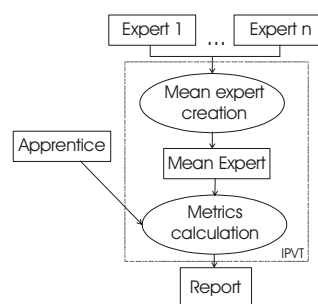 Expert 1 ... Expert n
Mean expert
creation
Apprentice
Mean Expert
Metrics
calculation
IPVT
Report